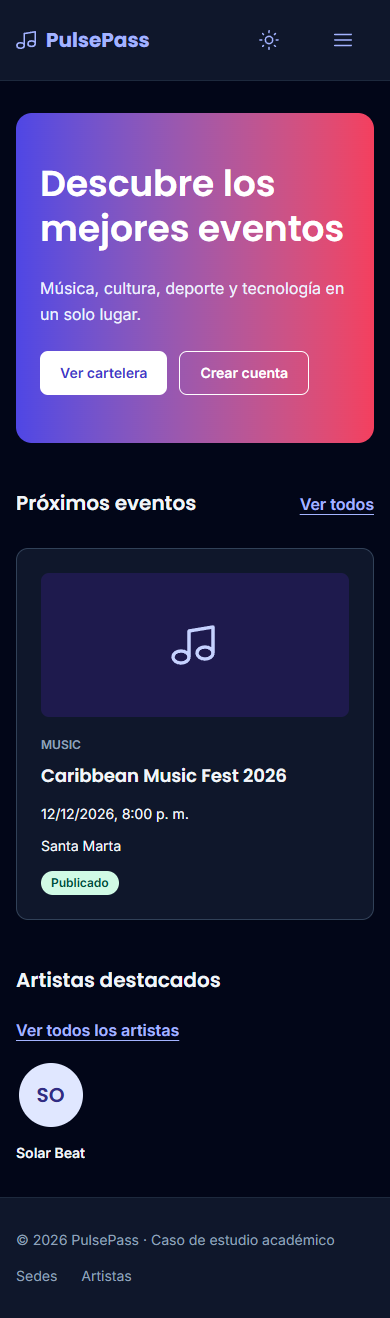 PulsePass
Descubre los
mejores eventos
Música, cultura, deporte y tecnología en
un solo lugar.
Ver cartelera
Crear cuenta
Próximos eventos
Ver todos
MUSIC
Caribbean Music Fest 2026
12/12/2026, 8:00 p. m.
Santa Marta
Publicado
Artistas destacados
Ver todos los artistas
SO
Solar Beat
© 2026 PulsePass · Caso de estudio académico
Sedes
Artistas